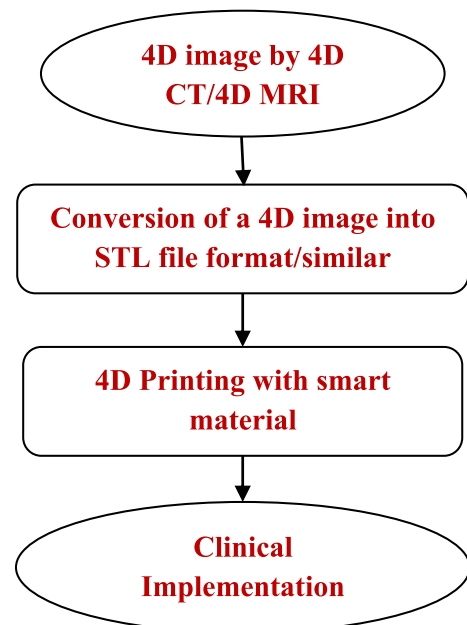 4D image by 4D
CT/4D MRI
Conversion of a 4D image into
STL file format/similar
4D Printing with smart
material
Clinical
Implementation